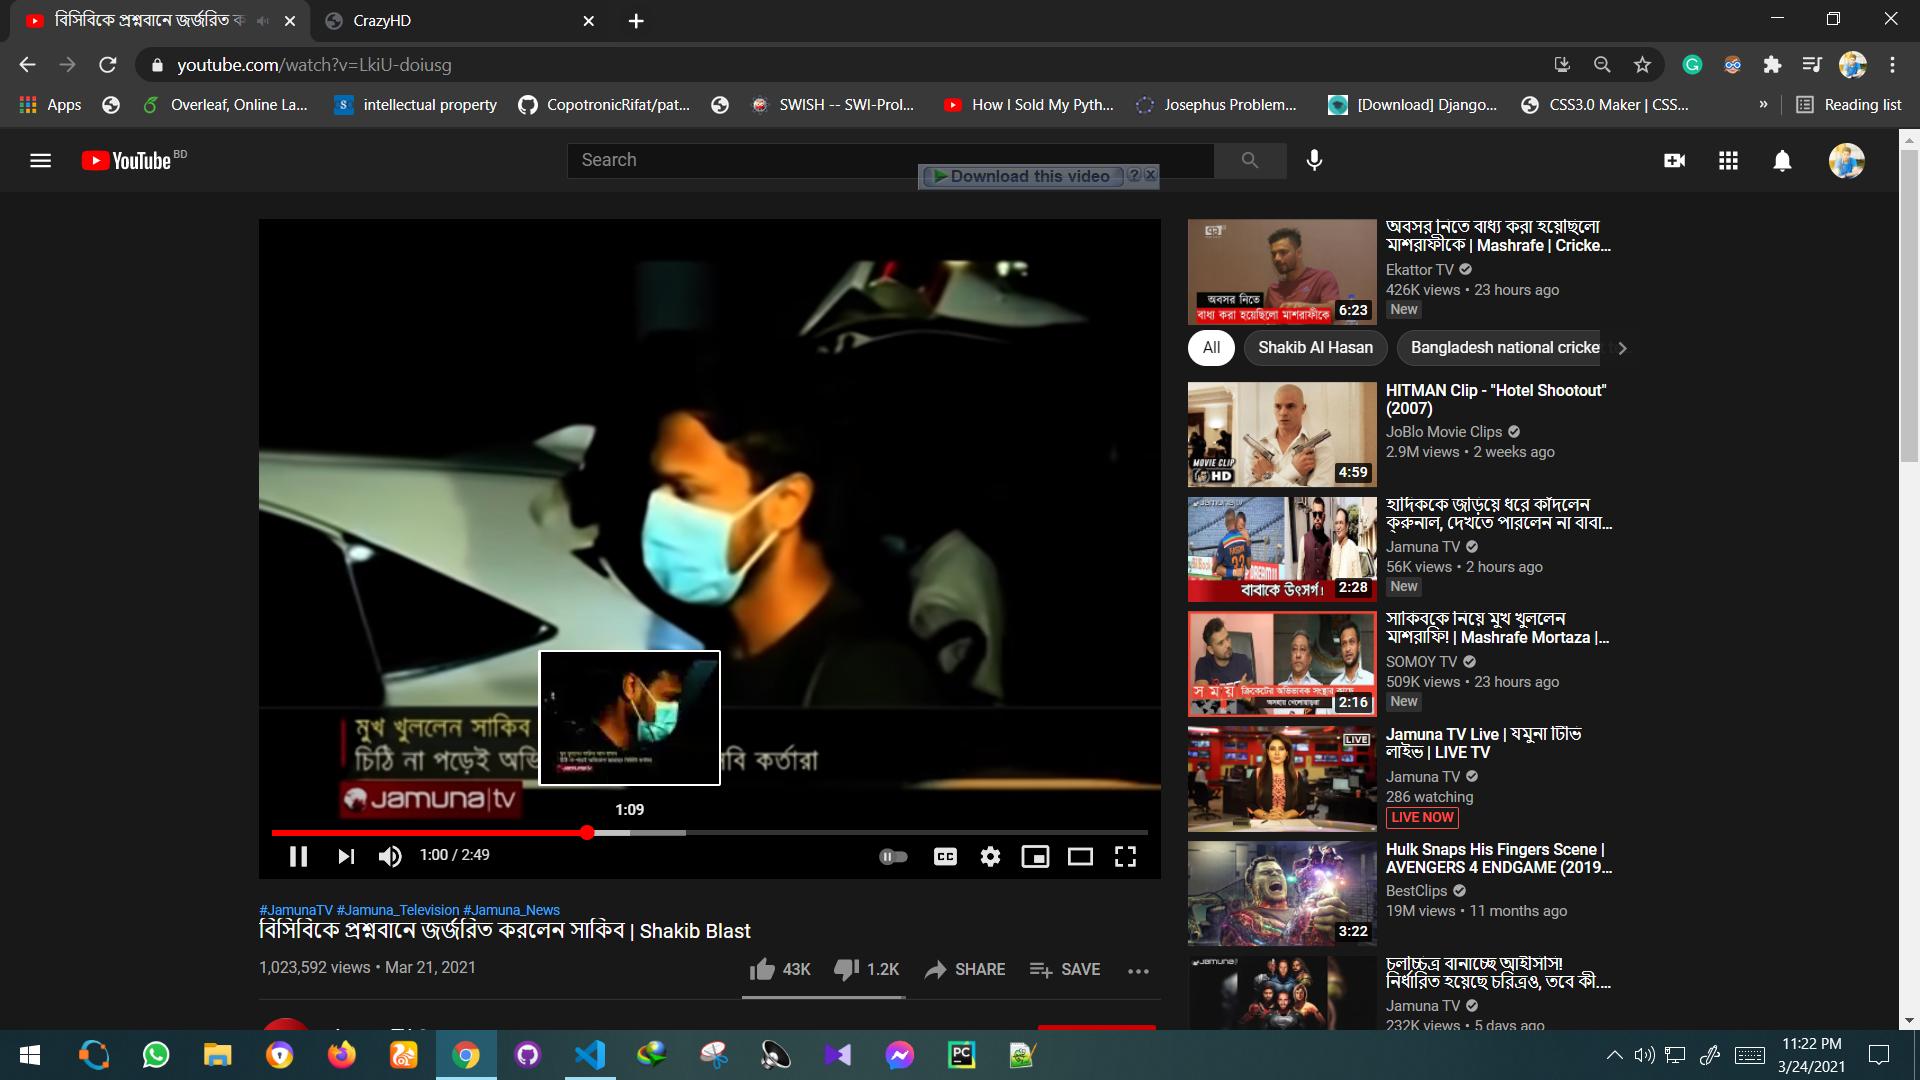 বিসিবিকে প্রশ্নবানে জর্জরিত ক
CrazyHD
youtube.com/watch?v=LkiU-doiusg
Apps
Overleaf, Online La...
intellectual property
CopotronicRifat/pat...
SWISH -- SWI-Prol...
How I Sold My Pyth...
Josephus Problem...
[Download] Django...
CSS3.0 Maker | CSS...
»
Reading list
YouTube BD
Search
Download this video ? X
মুখ খুললেন সাকিব
চিঠি না পড়েই অভি
বি কর্তারা
Jamuna|tv
1:09
1:00 / 2:49
CC
#JamunaTV #Jamuna_Television #Jamuna_News
বিসিবিকে প্রশ্নবানে জর্জরিত করলেন সাকিব | Shakib Blast
1,023,592 views • Mar 21, 2021
43K
1.2K
SHARE
SAVE
অবসর নিতে
বাধ্য করা হয়েছিলো মাশরাফীকে
6:23
অবসর নিতে বাধ্য করা হয়েছিলো
মাশরাফীকে | Mashrafe | Cricke...
Ekattor TV
426K views • 23 hours ago
New
All
Shakib Al Hasan
Bangladesh national cricke
MOVIE CLIP
HD
4:59
HITMAN Clip - "Hotel Shootout"
(2007)
JoBlo Movie Clips
2.9M views • 2 weeks ago
বাবাকে উৎসর্গ!
2:28
হার্দিককে জড়িয়ে ধরে কাঁদলেন
ক্রুনাল, দেখতে পারলেন না বাবা...
Jamuna TV
56K views • 2 hours ago
New
সময়
2:16
সাকিবকে নিয়ে মুখ খুললেন
মাশরাফি! | Mashrafe Mortaza |...
SOMOY TV
509K views • 23 hours ago
New
LIVE
Jamuna TV Live | যমুনা টিভি
লাইভ | LIVE TV
Jamuna TV
286 watching
LIVE NOW
3:22
Hulk Snaps His Fingers Scene |
AVENGERS 4 ENDGAME (2019...
BestClips
19M views • 11 months ago
চলচ্চিত্র বানাচ্ছে আইসিসি!
নির্ধারিত হয়েছে চরিত্রও, তবে কী....
Jamuna TV
232K views • 5 days ago
11:22 PM
3/24/2021